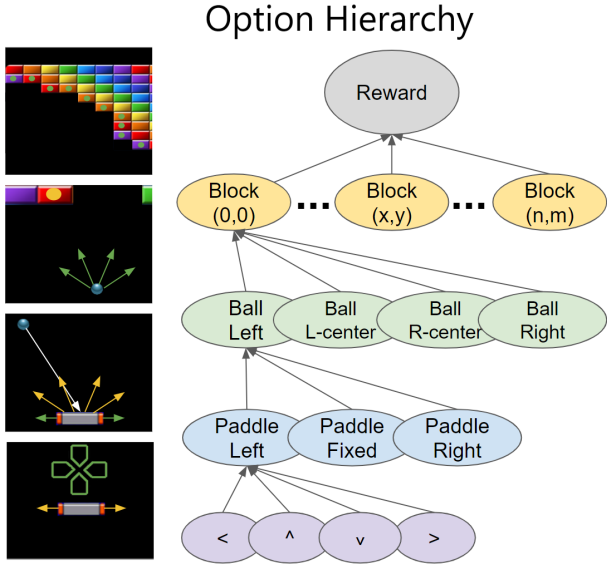 Option Hierarchy
Reward
Block
(0,0)
...
Block
(x,y)
...
Block
(n,m)
Ball
Left
Ball
L-center
Ball
R-center
Ball
Right
Paddle
Left
Paddle
Fixed
Paddle
Right
< ^ v >